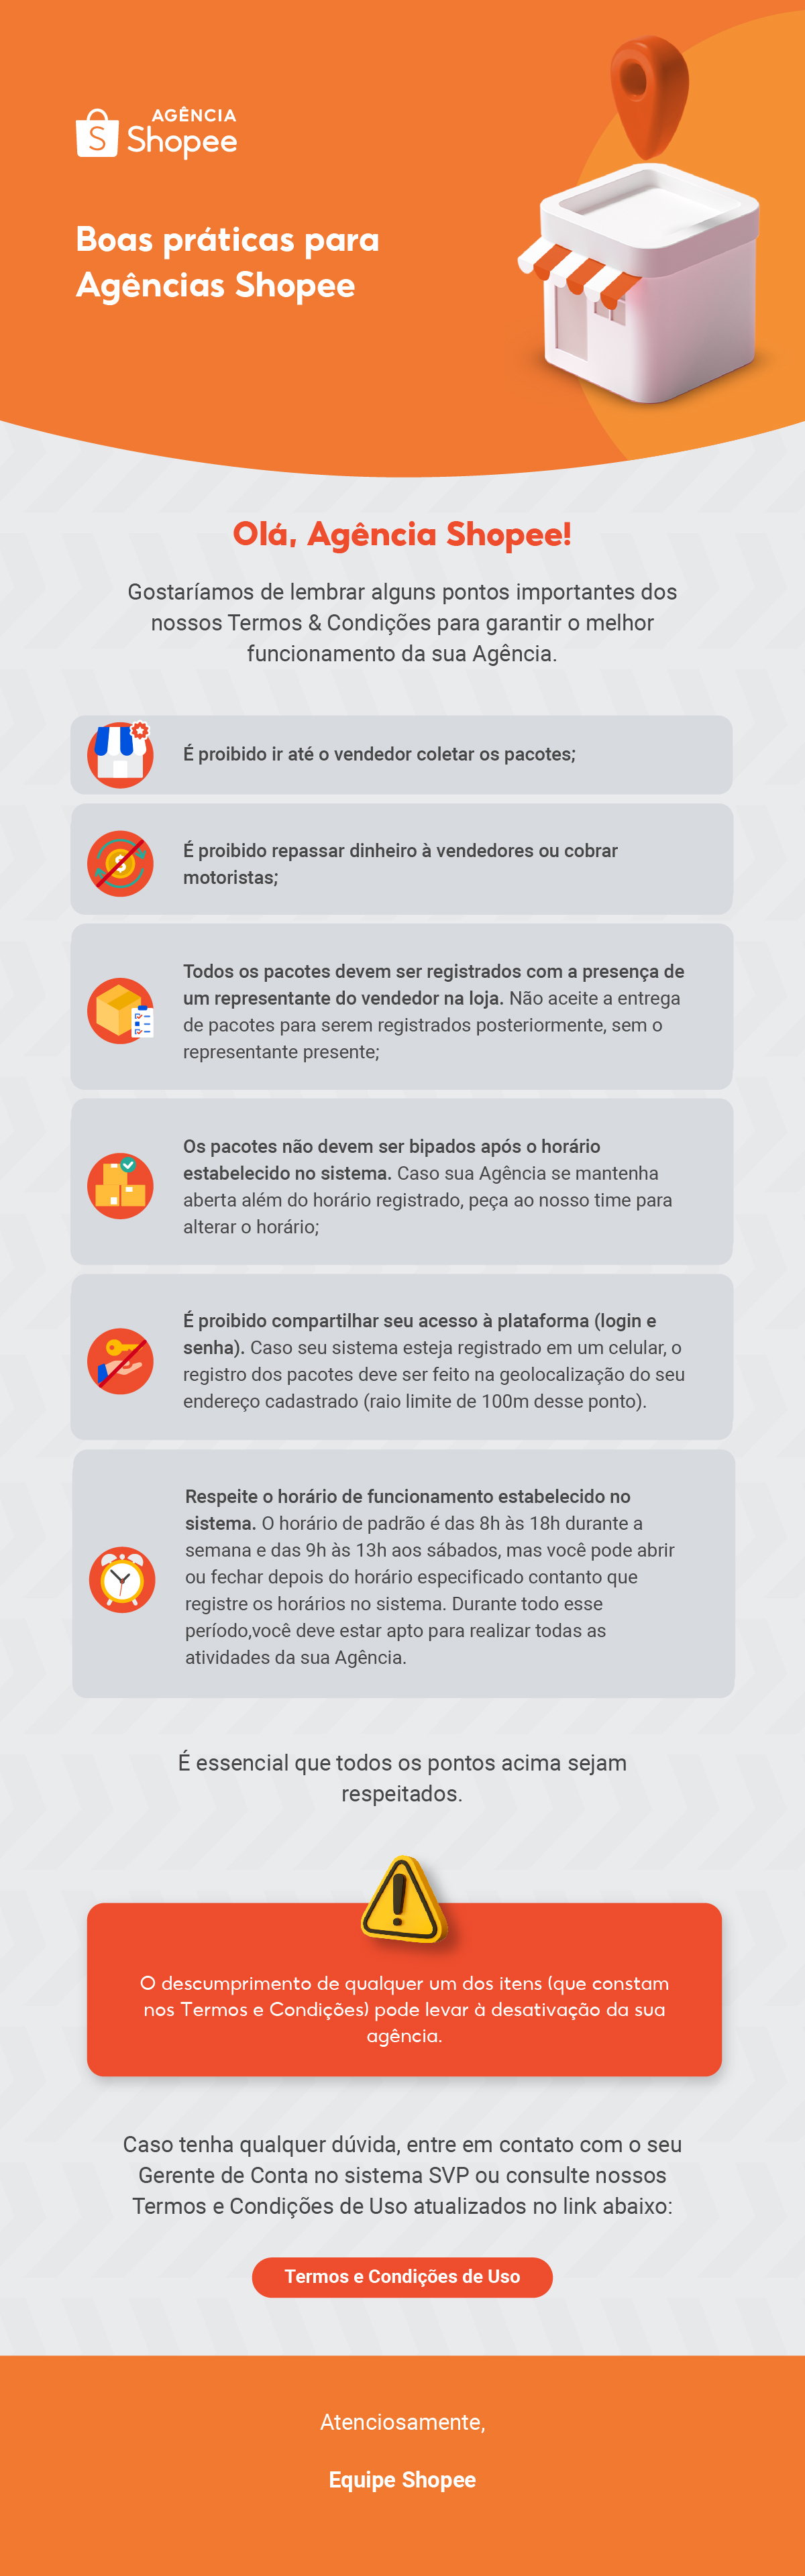 AGÊNCIA
Shopee
Boas práticas para
Agências Shopee
Olá, Agência Shopee!
Gostaríamos de lembrar alguns pontos importantes dos
nossos Termos & Condições para garantir o melhor
funcionamento da sua Agência.
É proibido ir até o vendedor coletar os pacotes;
É proibido repassar dinheiro à vendedores ou cobrar
motoristas;
Todos os pacotes devem ser registrados com a presença de
um representante do vendedor na loja. Não aceite a entrega
de pacotes para serem registrados posteriormente, sem o
representante presente;
Os pacotes não devem ser bipados após o horário
estabelecido no sistema. Caso sua Agência se mantenha
aberta além do horário registrado, peça ao nosso time para
alterar o horário;
É proibido compartilhar seu acesso à plataforma (login e
senha). Caso seu sistema esteja registrado em um celular, o
registro dos pacotes deve ser feito na geolocalização do seu
endereço cadastrado (raio limite de 100m desse ponto).
Respeite o horário de funcionamento estabelecido no
sistema. O horário de padrão é das 8h às 18h durante a
semana e das 9h às 13h aos sábados, mas você pode abrir
ou fechar depois do horário especificado contanto que
registre os horários no sistema. Durante todo esse
período,você deve estar apto para realizar todas as
atividades da sua Agência.
É essencial que todos os pontos acima sejam
respeitados.
O descumprimento de qualquer um dos itens (que constam
nos Termos e Condições) pode levar à desativação da sua
agência.
Caso tenha qualquer dúvida, entre em contato com o seu
Gerente de Conta no sistema SVP ou consulte nossos
Termos e Condições de Uso atualizados no link abaixo:
Termos e Condições de Uso
Atenciosamente,
Equipe Shopee